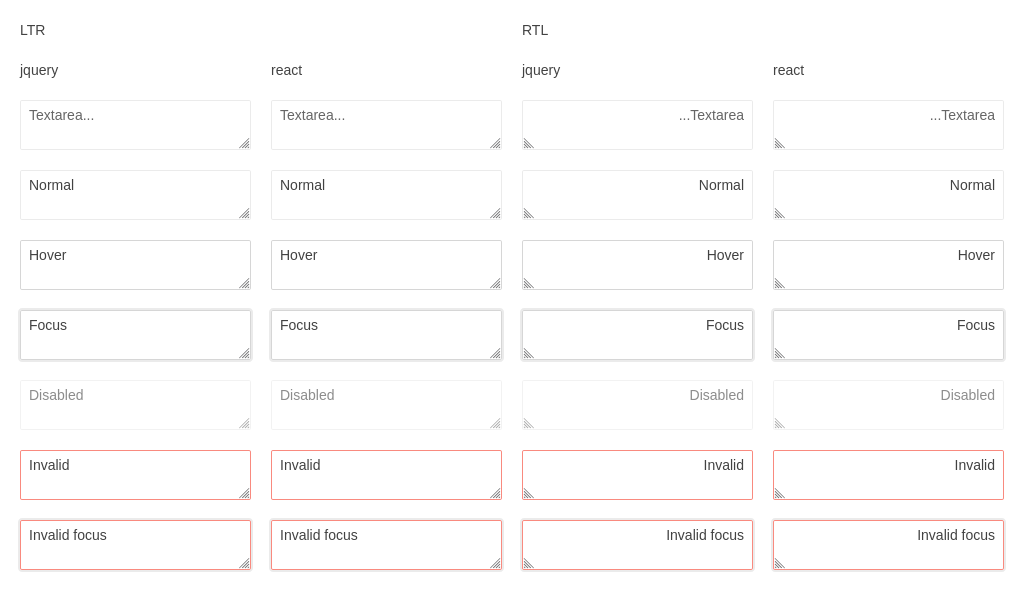 LTR RTL
jquery react jquery react
Textarea... Textarea... ...Textarea ...Textarea
Normal Normal Normal Normal
Hover Hover Hover Hover
Focus Focus Focus Focus
Disabled Disabled Disabled Disabled
Invalid Invalid Invalid Invalid
Invalid focus Invalid focus Invalid focus Invalid focus